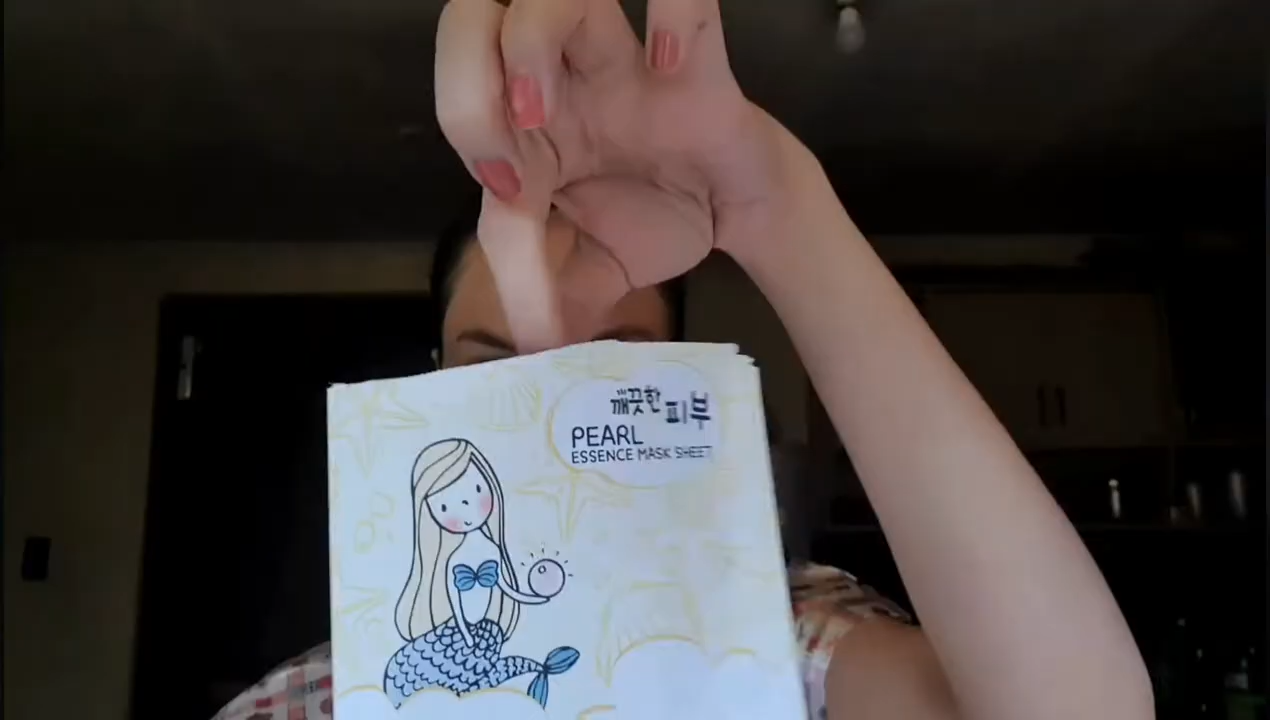 깨끗한 피부
PEARL
ESSENCE MASK SHEET